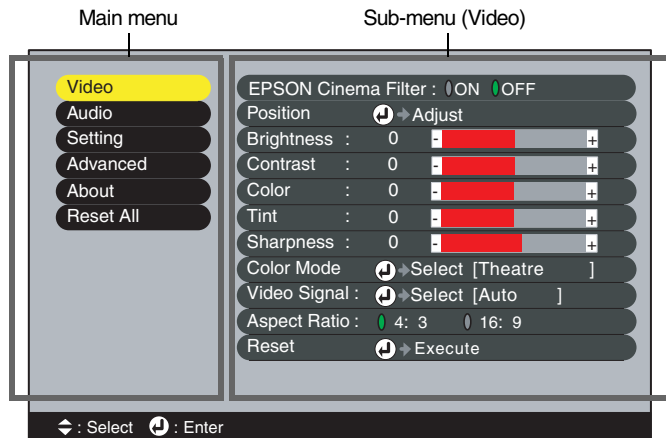 Main menu
Sub-menu (Video)
Video
Audio
Setting
Advanced
About
Reset All
EPSON Cinema Filter : ON OFF
Position Adjust
Brightness : 0 - +
Contrast : 0 - +
Color : 0 - +
Tint : 0 - +
Sharpness : 0 - +
Color Mode Select [Theatre ]
Video Signal : Select [Auto ]
Aspect Ratio : 4: 3 16: 9
Reset Execute
: Select : Enter